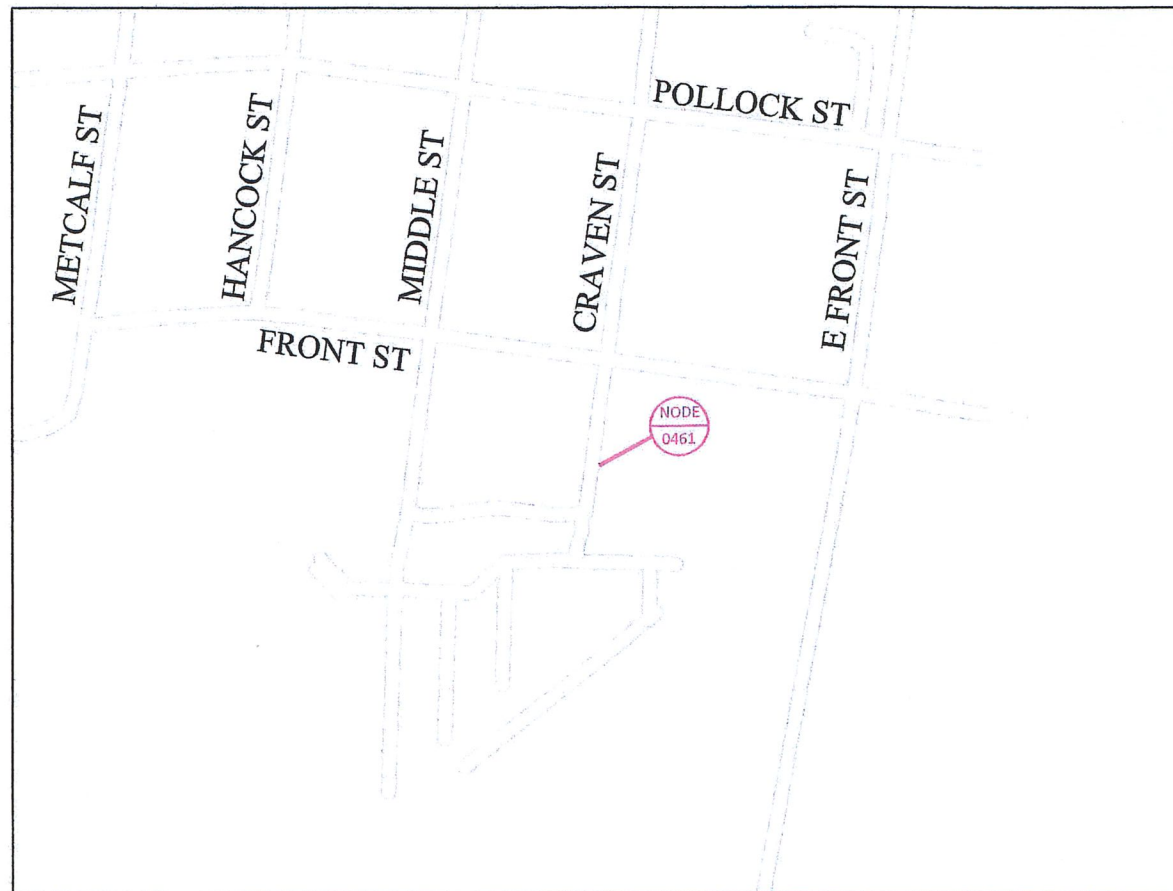 POLLOCK ST
METCALF ST
HANCOCK ST
MIDDLE ST
CRAVEN ST
E FRONT ST
FRONT ST
NODE
0461